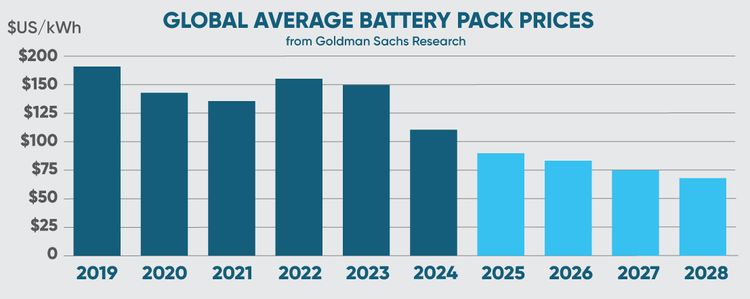 $US/kWh
GLOBAL AVERAGE BATTERY PACK PRICES
from Goldman Sachs Research
$200
$150
$125
$100
$75
$50
$25
0
2019 2020 2021 2022 2023 2024 2025 2026 2027 2028